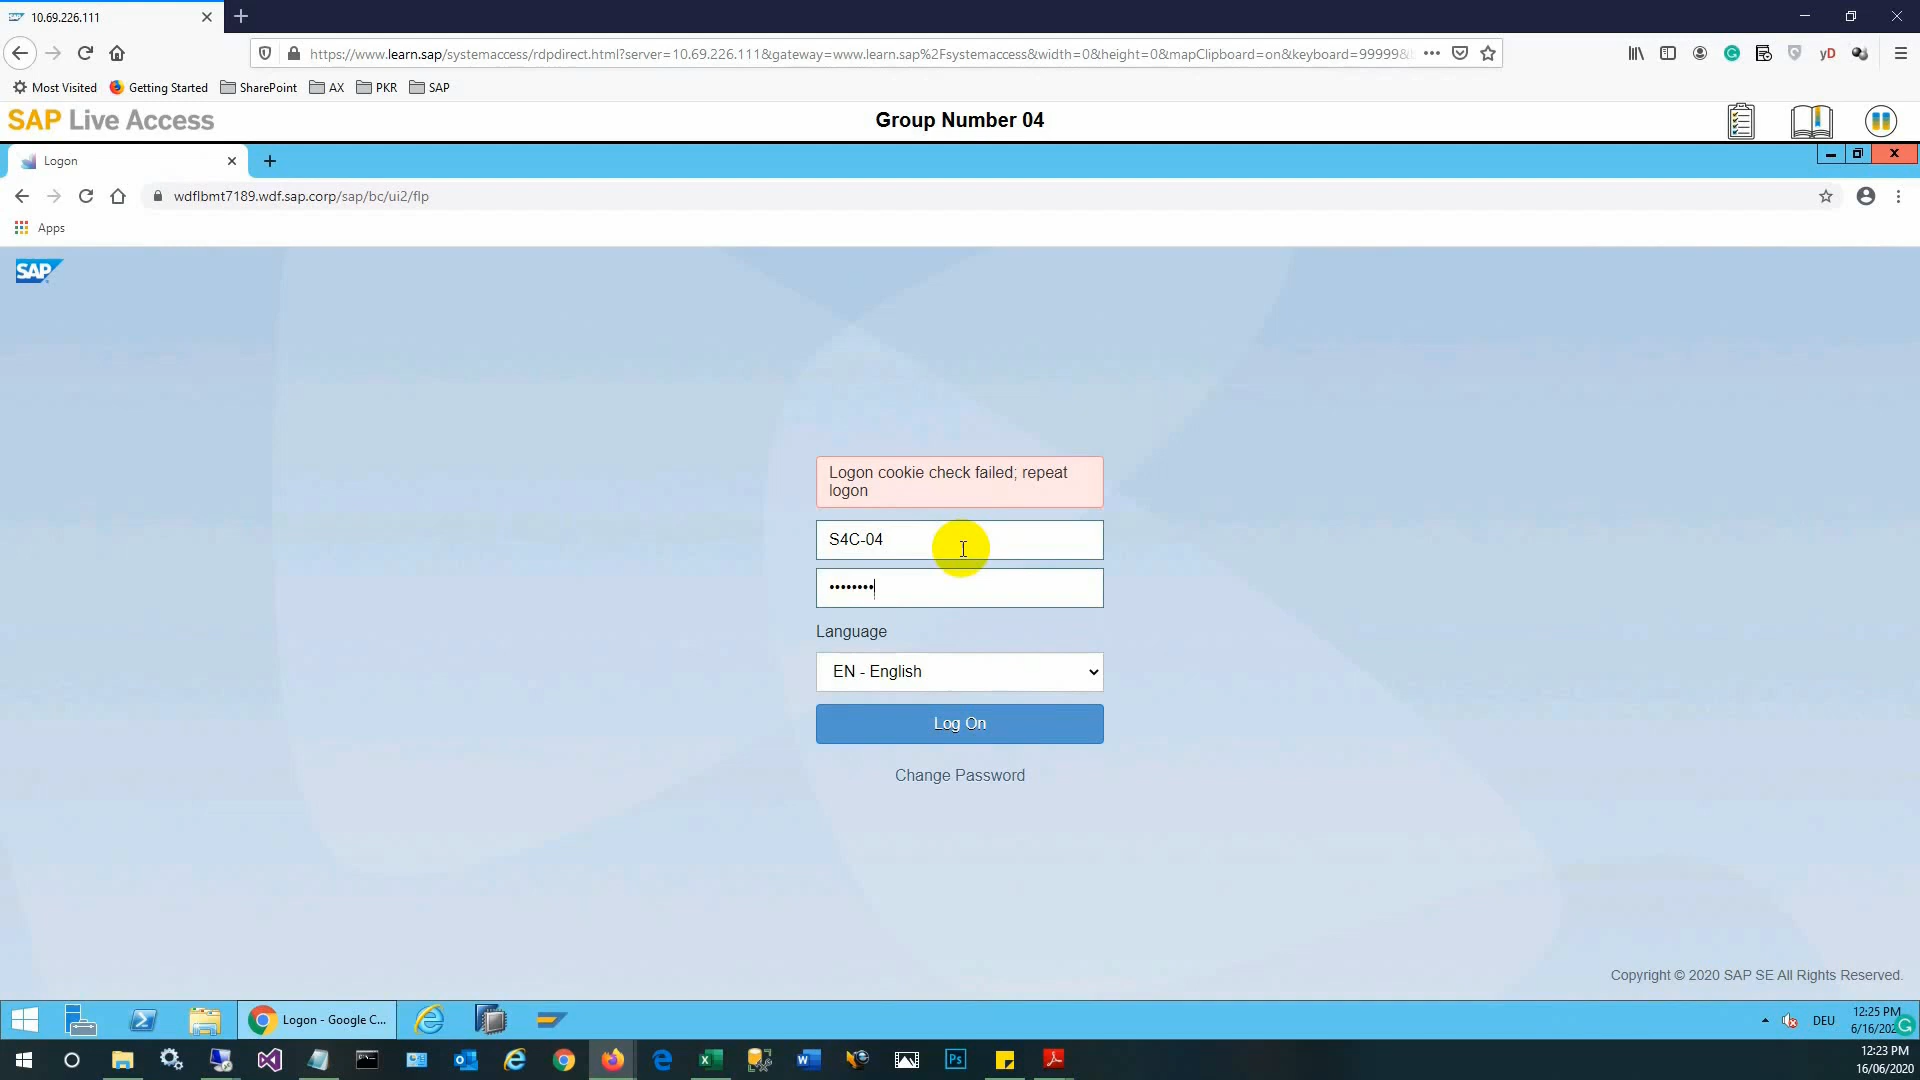 10.69.226.111
https://www.learn.sap/systemaccess/rdpdirect.html?server=10.69.226.111&gateway=www.learn.sap%2Fsystemaccess&width=0&height=0&mapClipboard=on&keyboard=99999&
Most Visited Getting Started SharePoint AX PKR SAP
yD
SAP Live Access
Group Number 04
Logon
wdflbmt7189.wdf.sap.corp/sap/bc/ui2/flp
Apps
SAP
Logon cookie check failed; repeat
logon
S4C-04
••••••••
Language
EN - English
Log On
Change Password
Copyright © 2020 SAP SE All Rights Reserved.
Logon - Google C...
DEU
12:25 PM
12:23 PM
16/06/2020
Ps